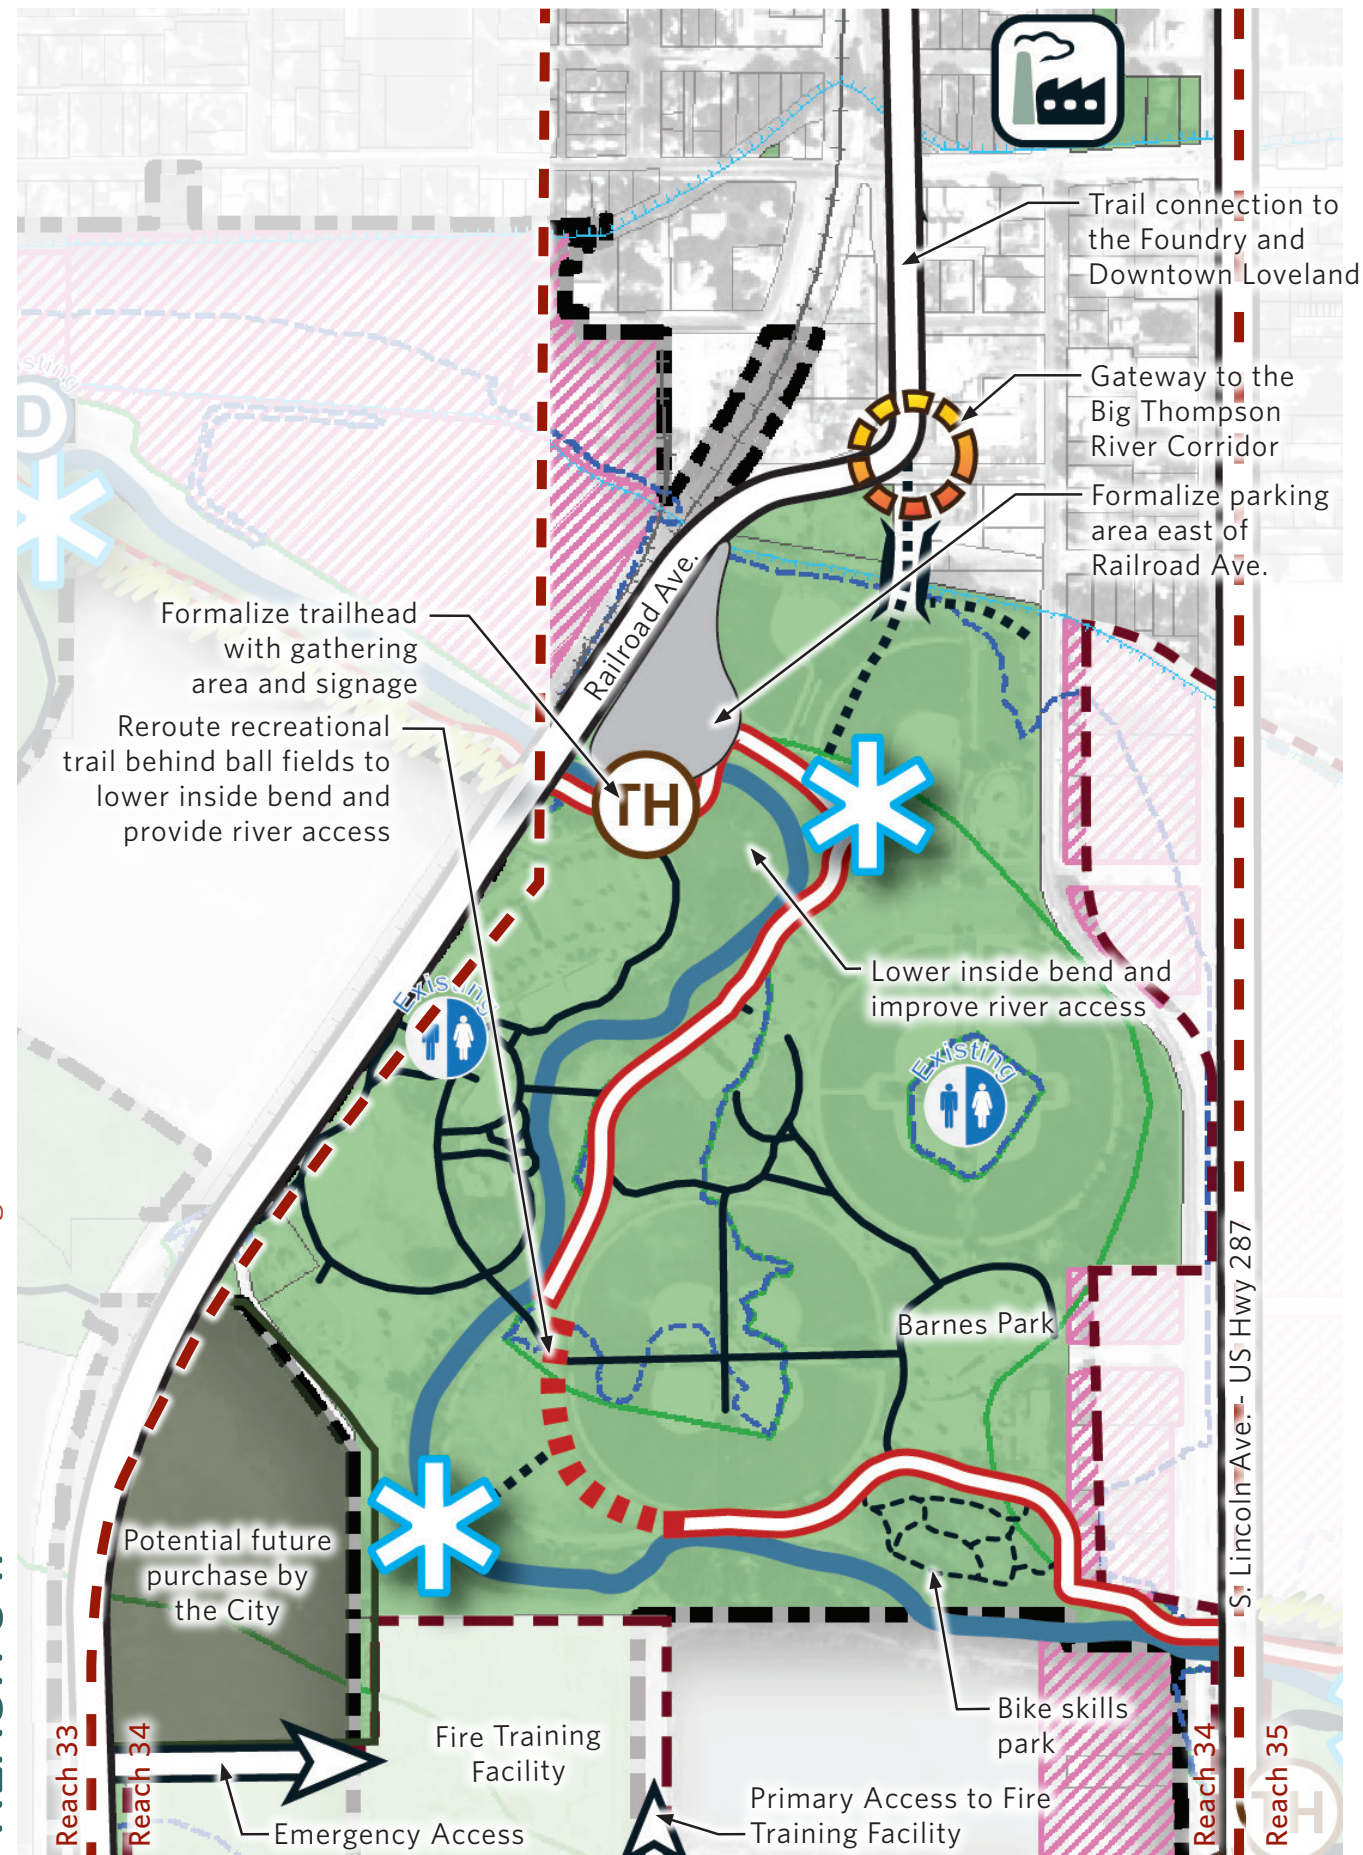 Trail connection to
the Foundry and
Downtown Loveland
Gateway to the
Big Thompson
River Corridor
Formalize parking
area east of
Railroad Ave.
Railroad Ave.
Formalize trailhead
with gathering
area and signage
Reroute recreational
trail behind ball fields to
lower inside bend and
provide river access
TH
D
Lower inside bend and
improve river access
Existing
Existing
Barnes Park
S. Lincoln Ave. - US Hwy 287
Potential future
purchase by
the City
Fire Training
Facility
Bike skills
park
Primary Access to Fire
Training Facility
Emergency Access
Reach 33
Reach 34
Reach 34
Reach 35
TH